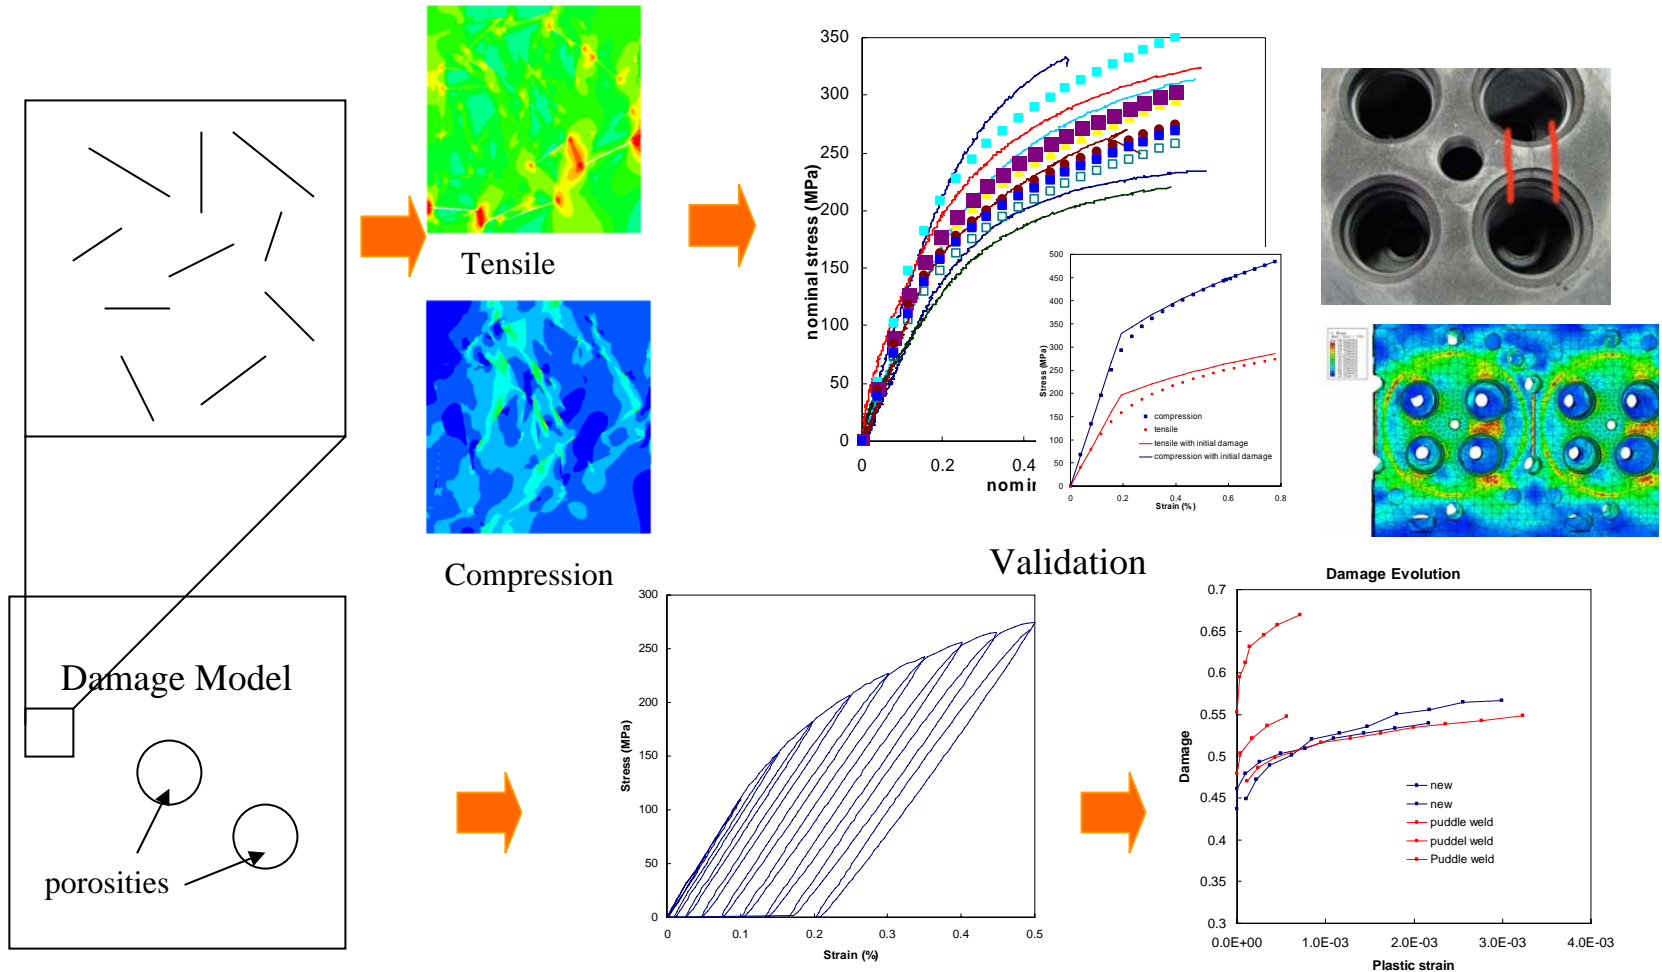 Tensile
Compression
Damage Model
porosities
350
300
250
200
150
100
50
0
nominal stress (MPa)
0
0.2
0.4
nomin
500
450
400
350
300
250
200
150
100
50
0
Stress (MPa)
compression
tensile
tensile with initial damage
compression with initial damage
0
0.2
0.4
0.6
0.8
Strain (%)
Validation
300
250
200
150
100
50
0
Stress (MPa)
0
0.1
0.2
0.3
0.4
0.5
Strain (%)
Damage Evolution
0.7
0.65
0.6
0.55
0.5
0.45
0.4
0.35
0.3
Damage
new
new
puddle weld
puddel weld
Puddle weld
0.0E+00
1.0E-03
2.0E-03
3.0E-03
4.0E-03
Plastic strain